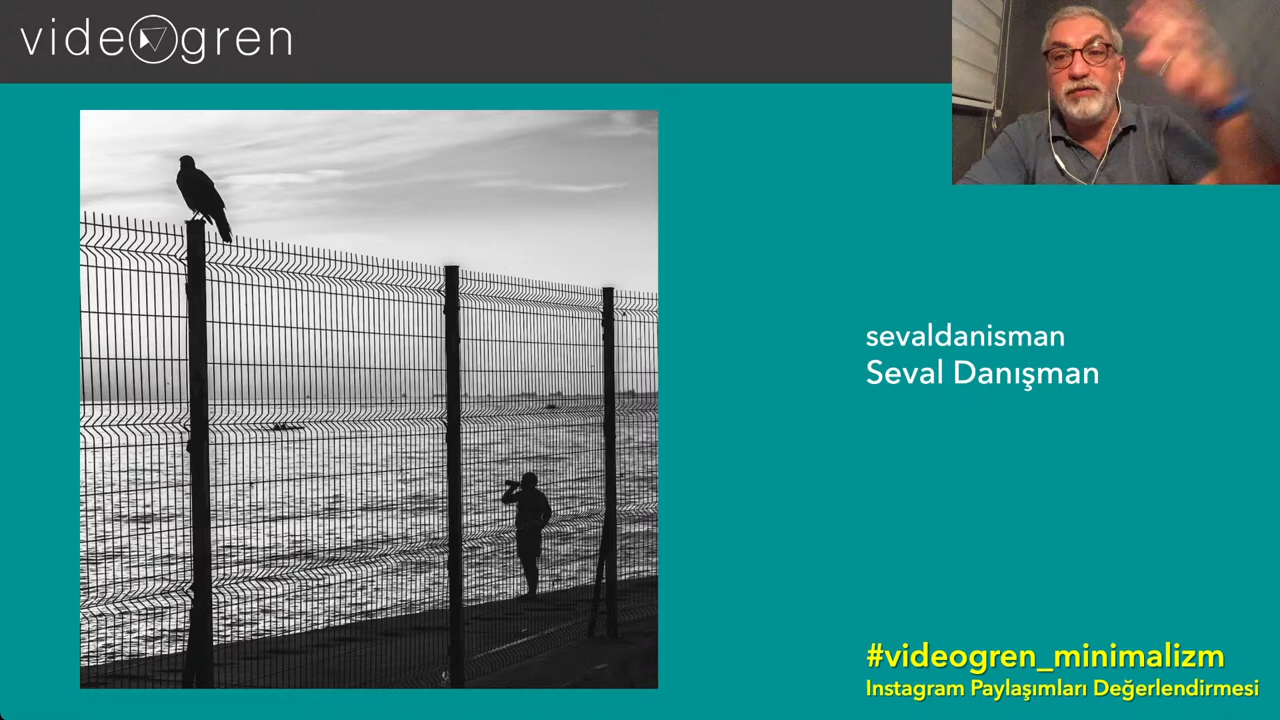 videogren
sevaldanisman
Seval Danışman
#videogren_minimalizm
Instagram Paylaşımları Değerlendirmesi